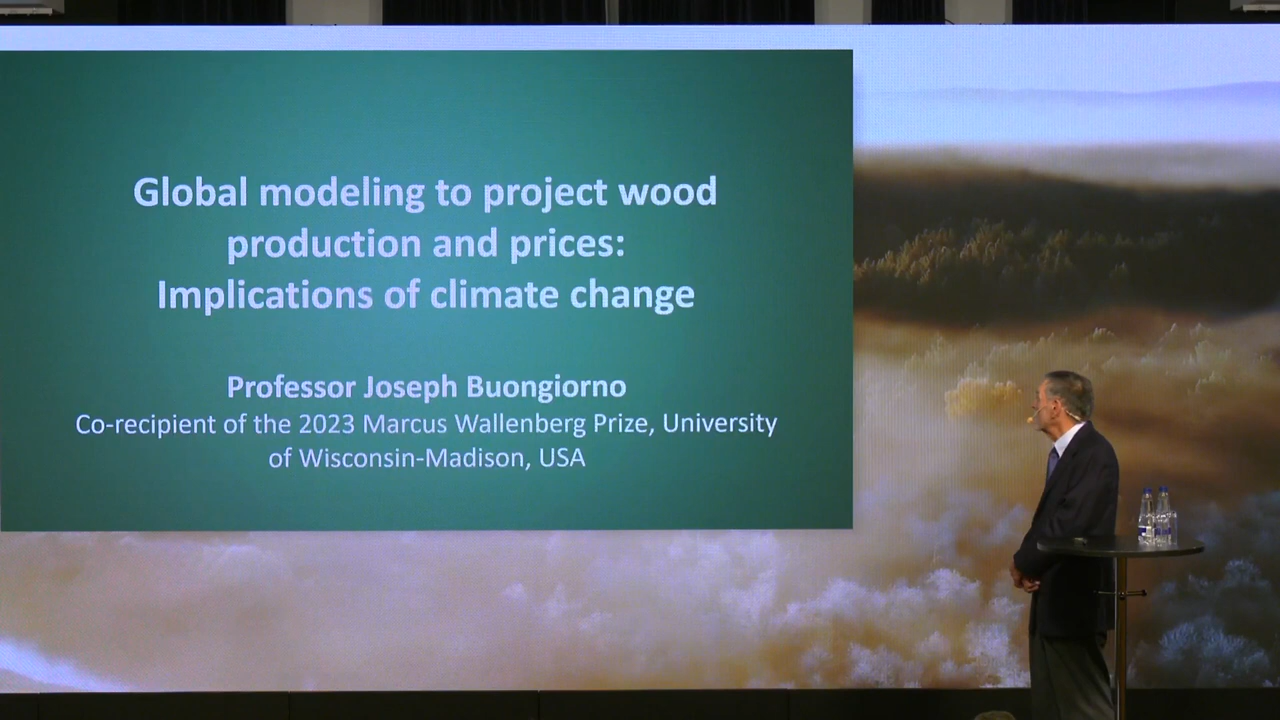 Global modeling to project wood
production and prices:
Implications of climate change
Professor Joseph Buongiorno
Co-recipient of the 2023 Marcus Wallenberg Prize, University
of Wisconsin-Madison, USA